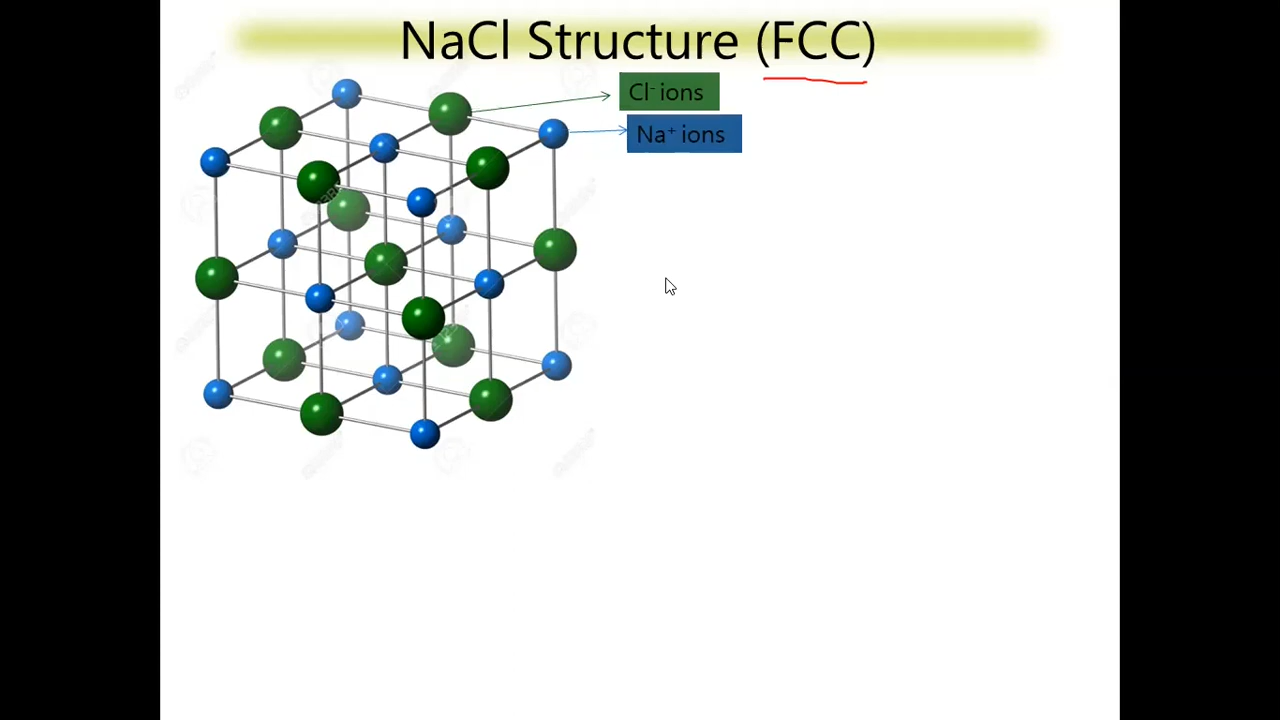 NaCl Structure (FCC)
Cl⁻ ions
Na⁺ ions